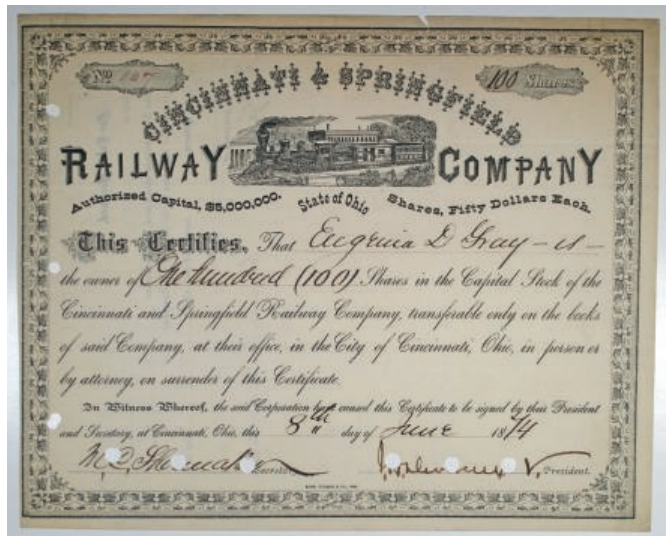 No 100 Shares
CINCINNATI & SPRINGFIELD
RAILWAY COMPANY
Authorized Capital, $5,000,000. State of Ohio Shares, Fifty Dollars Each.
This Certifies, That Eugenia D Gray - is -
the owner of One hundred (100) Shares in the Capital Stock of the
Cincinnati and Springfield Railway Company, transferable only on the books
of said Company, at their office, in the City of Cincinnati, Ohio, in person or
by attorney, on surrender of this Certificate.
In Witness Whereof, the said Corporation have caused this Certificate to be signed by their President
and Secretary, at Cincinnati, Ohio, this 8th day of June 1874
Secretary V. President.